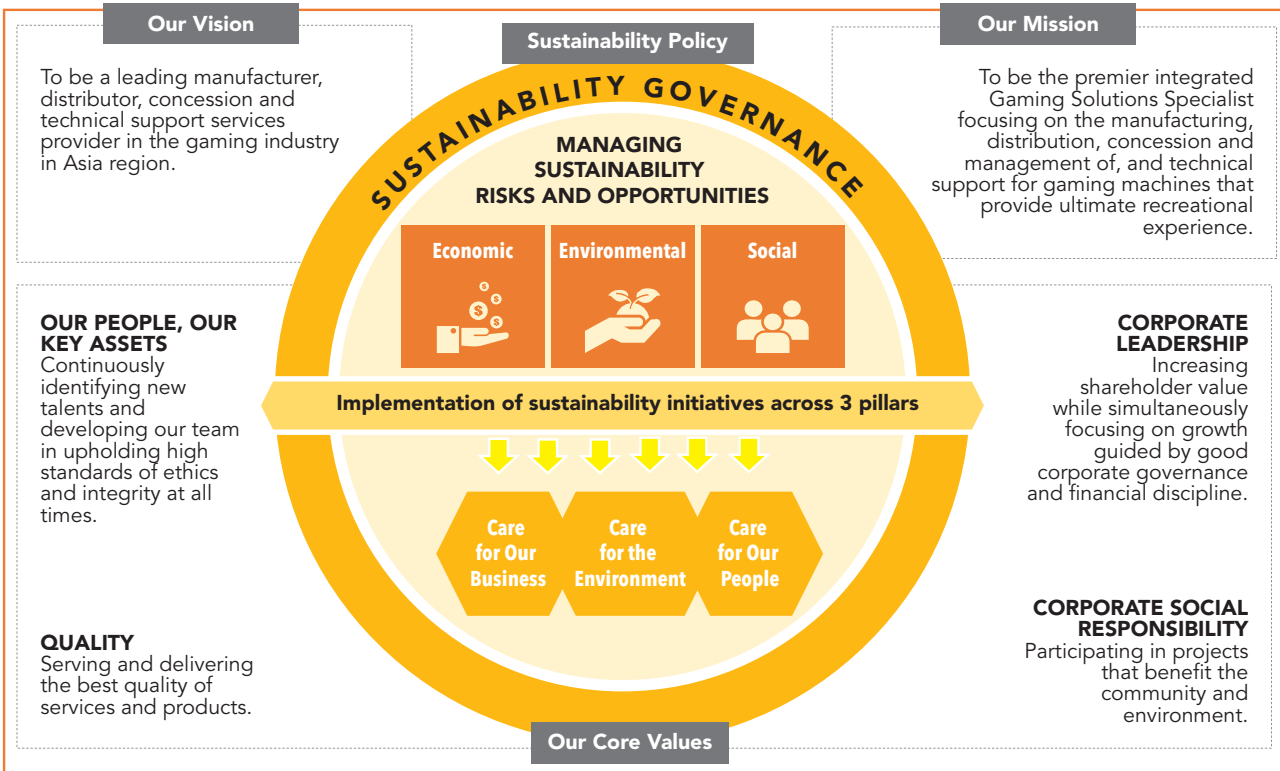 Our Vision
To be a leading manufacturer,
distributor, concession and
technical support services
provider in the gaming industry
in Asia region.
Sustainability Policy
Our Mission
To be the premier integrated
Gaming Solutions Specialist
focusing on the manufacturing,
distribution, concession and
management of, and technical
support for gaming machines that
provide ultimate recreational
experience.
SUSTAINABILITY GOVERNANCE
MANAGING
SUSTAINABILITY
RISKS AND OPPORTUNITIES
Economic
Environmental
Social
Implementation of sustainability initiatives across 3 pillars
Care
for Our
Business
Care
for the
Environment
Care
for Our
People
OUR PEOPLE, OUR
KEY ASSETS
Continuously
identifying new
talents and
developing our team
in upholding high
standards of ethics
and integrity at all
times.
QUALITY
Serving and delivering
the best quality of
services and products.
CORPORATE
LEADERSHIP
Increasing
shareholder value
while simultaneously
focusing on growth
guided by good
corporate governance
and financial discipline.
CORPORATE SOCIAL
RESPONSIBILITY
Participating in projects
that benefit the
community and
environment.
Our Core Values